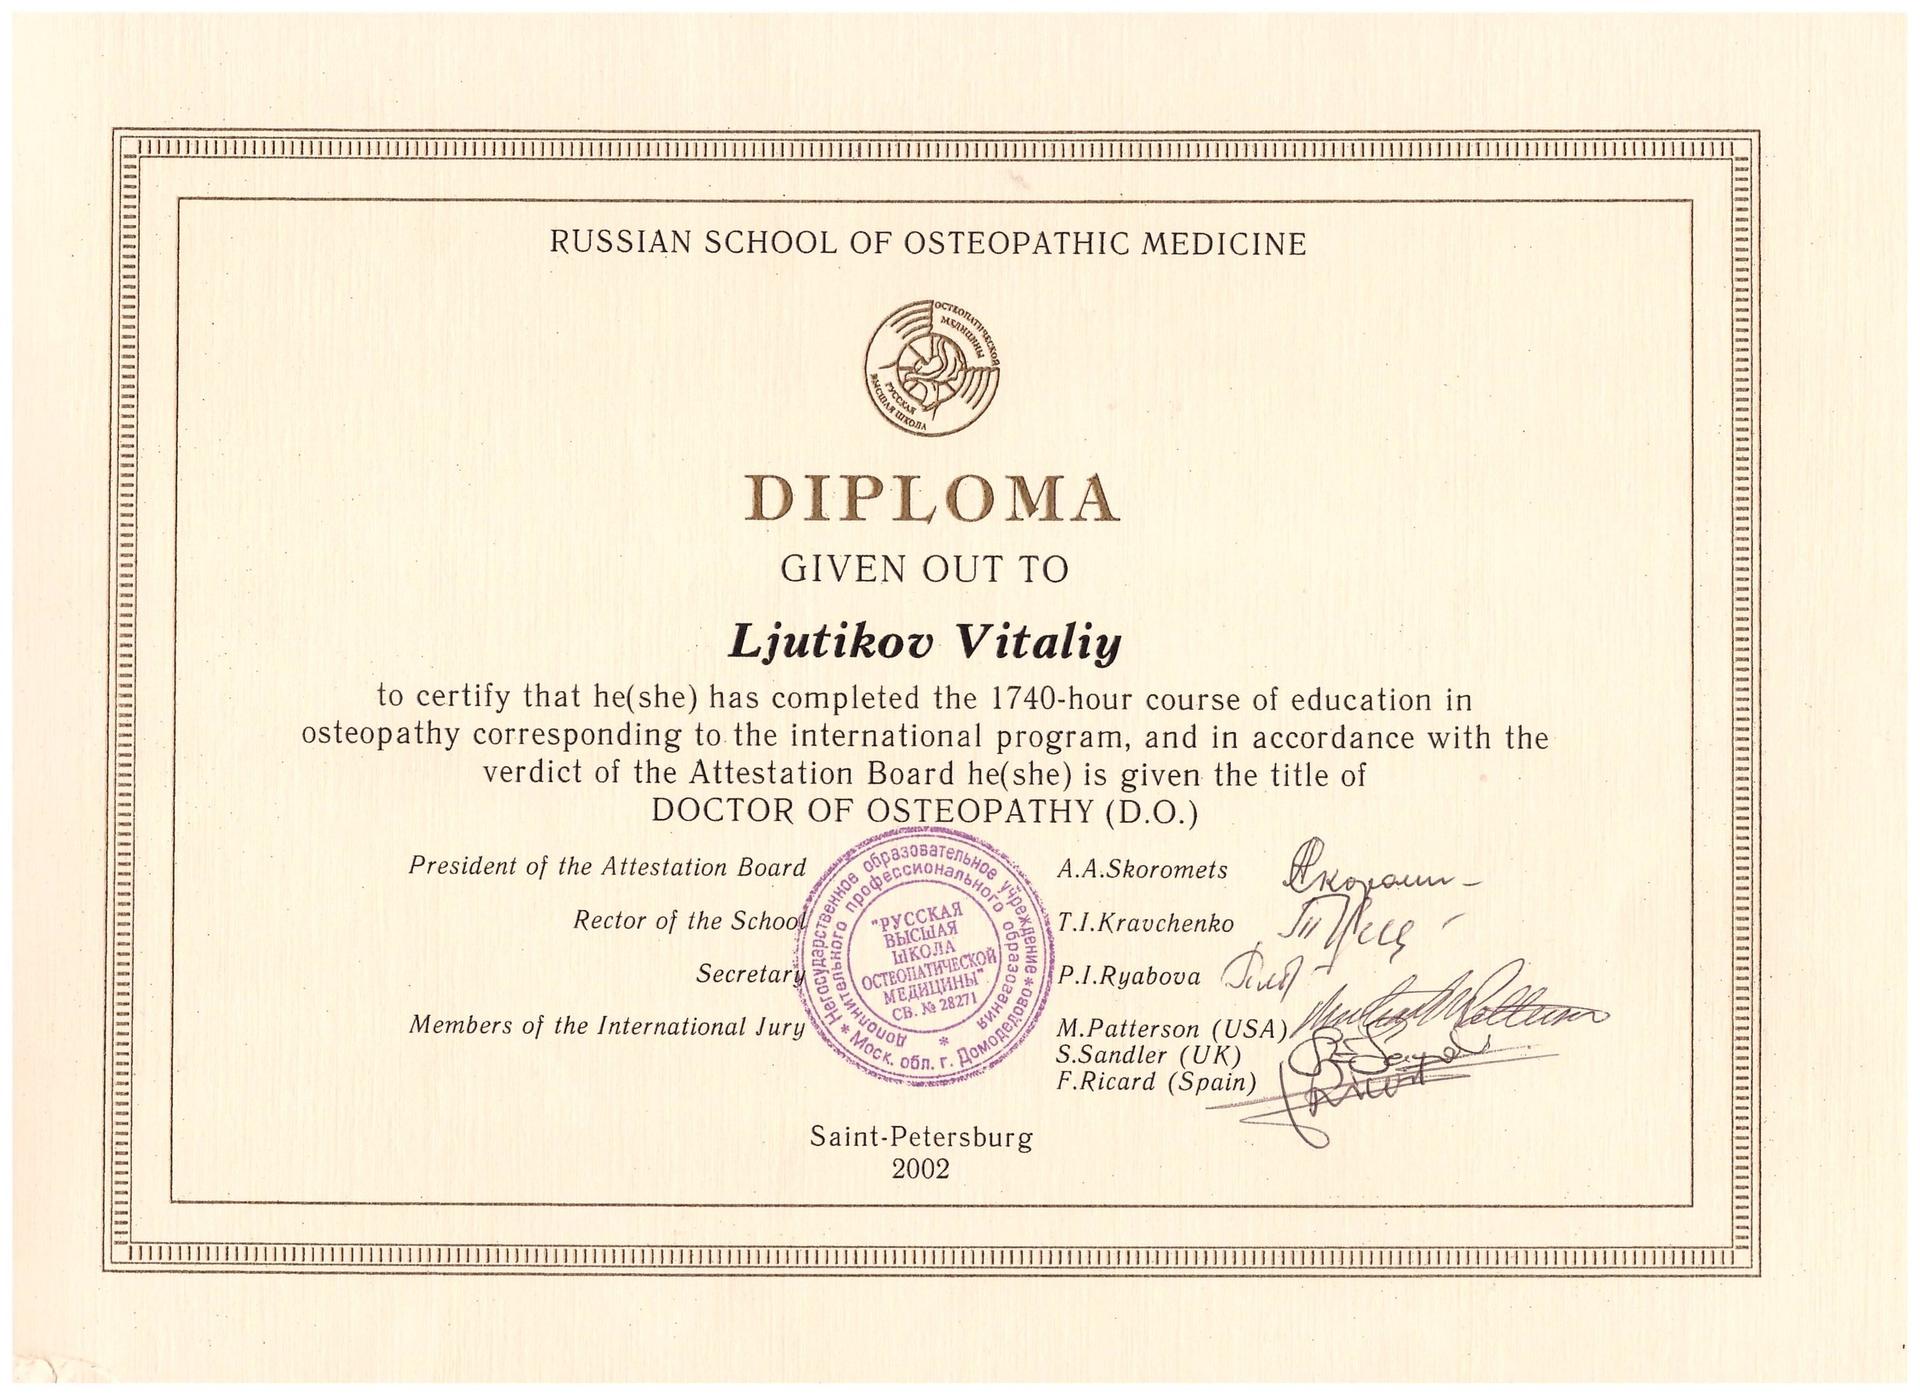 RUSSIAN SCHOOL OF OSTEOPATHIC MEDICINE
ОСТЕОПАТИЧЕСКОЙ
МЕДИЦИНЫ
РУССКАЯ
ВЫСШАЯ ШКОЛА
DIPLOMA
GIVEN OUT TO
Ljutikov Vitaliy
to certify that he(she) has completed the 1740-hour course of education in
osteopathy corresponding to the international program, and in accordance with the
verdict of the Attestation Board he(she) is given the title of
DOCTOR OF OSTEOPATHY (D.O.)
President of the Attestation Board A.A.Skoromets
Rector of the School T.I.Kravchenko
Secretary P.I.Ryabova
Members of the International Jury M.Patterson (USA)
S.Sandler (UK)
F.Ricard (Spain)
Негосударственное образовательное учреждение
дополнительного профессионального образования
* Моск. обл. г. Домодедово *
"РУССКАЯ
ВЫСШАЯ
ШКОЛА
ОСТЕОПАТИЧЕСКОЙ
МЕДИЦИНЫ"
СВ. № 28271
Saint-Petersburg
2002